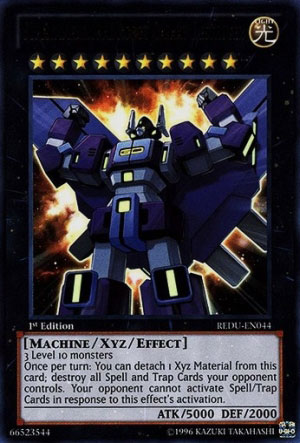 光
1st Edition
REDU-EN044
[MACHINE/XYZ/EFFECT]
3 Level 10 monsters
Once per turn: You can detach 1 Xyz Material from this
card; destroy all Spell and Trap Cards your opponent
controls. Your opponent cannot activate Spell/Trap
Cards in response to this effect's activation.
ATK/5000 DEF/2000
66523544
©1996 KAZUKI TAKAHASHI